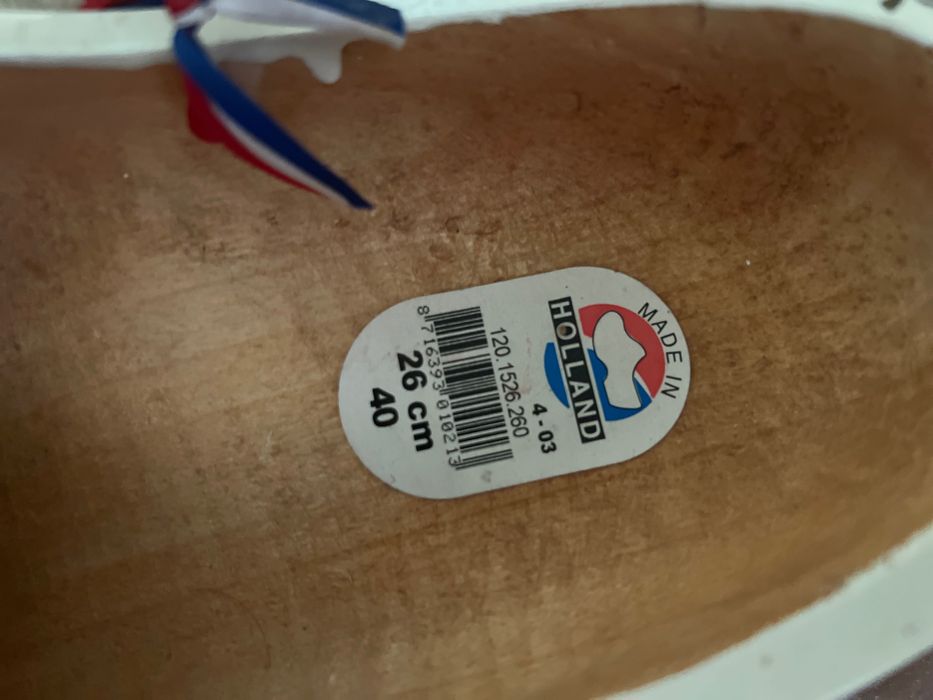 MADE IN
HOLLAND
4-03
120.1526.260
8 716393 010213
26 cm
40